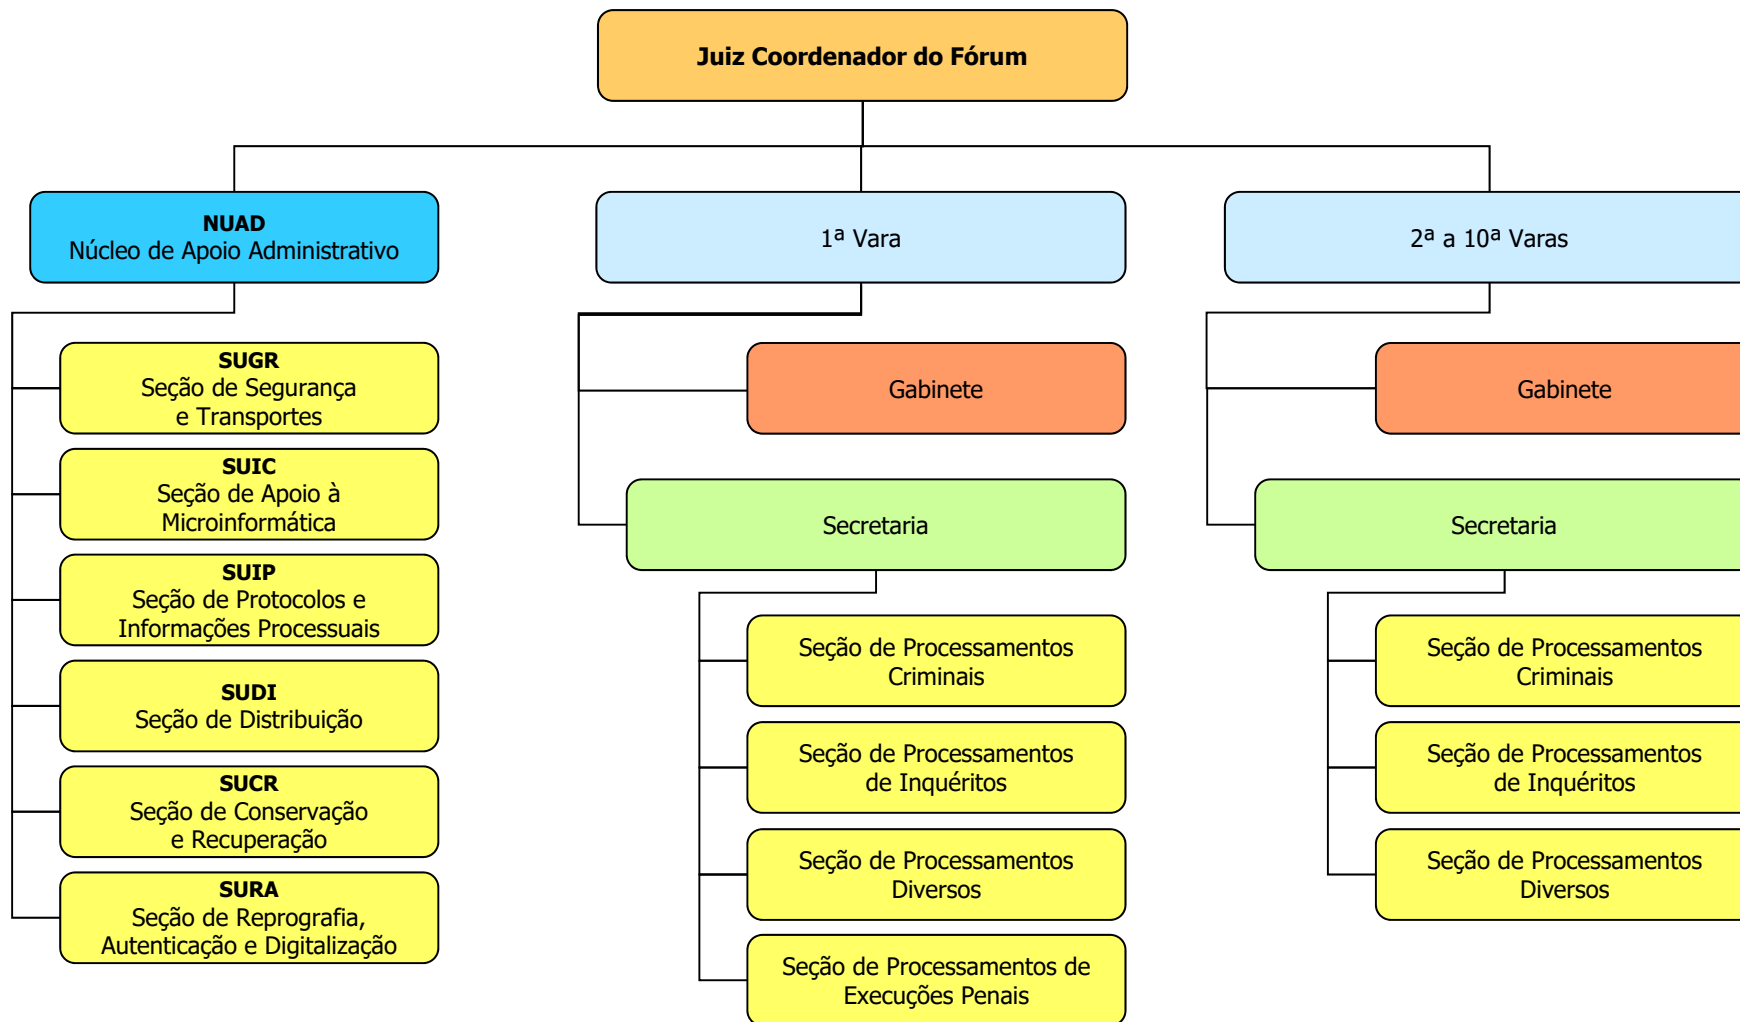 Juiz Coordenador do Fórum
NUAD
Núcleo de Apoio Administrativo
SUGR
Seção de Segurança
e Transportes
SUIC
Seção de Apoio à
Microinformática
SUIP
Seção de Protocolos e
Informações Processuais
SUDI
Seção de Distribuição
SUCR
Seção de Conservação
e Recuperação
SURA
Seção de Reprografia,
Autenticação e Digitalização
1ª Vara
Gabinete
Secretaria
Seção de Processamentos
Criminais
Seção de Processamentos
de Inquéritos
Seção de Processamentos
Diversos
Seção de Processamentos de
Execuções Penais
2ª a 10ª Varas
Gabinete
Secretaria
Seção de Processamentos
Criminais
Seção de Processamentos
de Inquéritos
Seção de Processamentos
Diversos